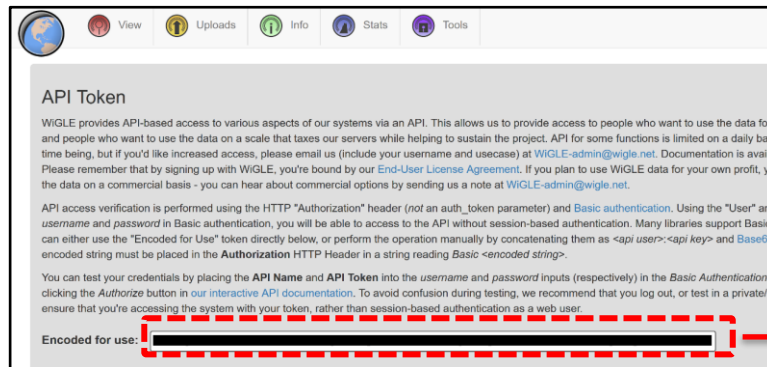 View Uploads Info Stats Tools
API Token
WiGLE provides API-based access to various aspects of our systems via an API. This allows us to provide access to people who want to use the data fo
and people who want to use the data on a scale that taxes our servers while helping to sustain the project. API for some functions is limited on a daily ba
time being, but if you'd like increased access, please email us (include your username and usecase) at WiGLE-admin@wigle.net. Documentation is avai
Please remember that by signing up with WiGLE, you're bound by our End-User License Agreement. If you plan to use WiGLE data for your own profit, y
the data on a commercial basis - you can hear about commercial options by sending us a note at WiGLE-admin@wigle.net.
API access verification is performed using the HTTP "Authorization" header (not an auth_token parameter) and Basic authentication. Using the "User" an
username and password in Basic authentication, you will be able to access to the API without session-based authentication. Many libraries support Basi
can either use the "Encoded for Use" token directly below, or perform the operation manually by concatenating them as <api user>:<api key> and Base6
encoded string must be placed in the Authorization HTTP Header in a string reading Basic <encoded string>.
You can test your credentials by placing the API Name and API Token into the username and password inputs (respectively) in the Basic Authentication
clicking the Authorize button in our interactive API documentation. To avoid confusion during testing, we recommend that you log out, or test in a private/
ensure that you're accessing the system with your token, rather than session-based authentication as a web user.
Encoded for use: